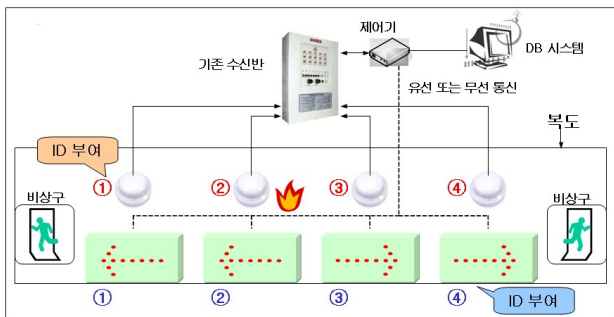 제어기
기존 수신반
DB 시스템
유선 또는 무선 통신
복도
ID 부여
① ② ③ ④
비상구
비상구
① ② ③ ④
ID 부여